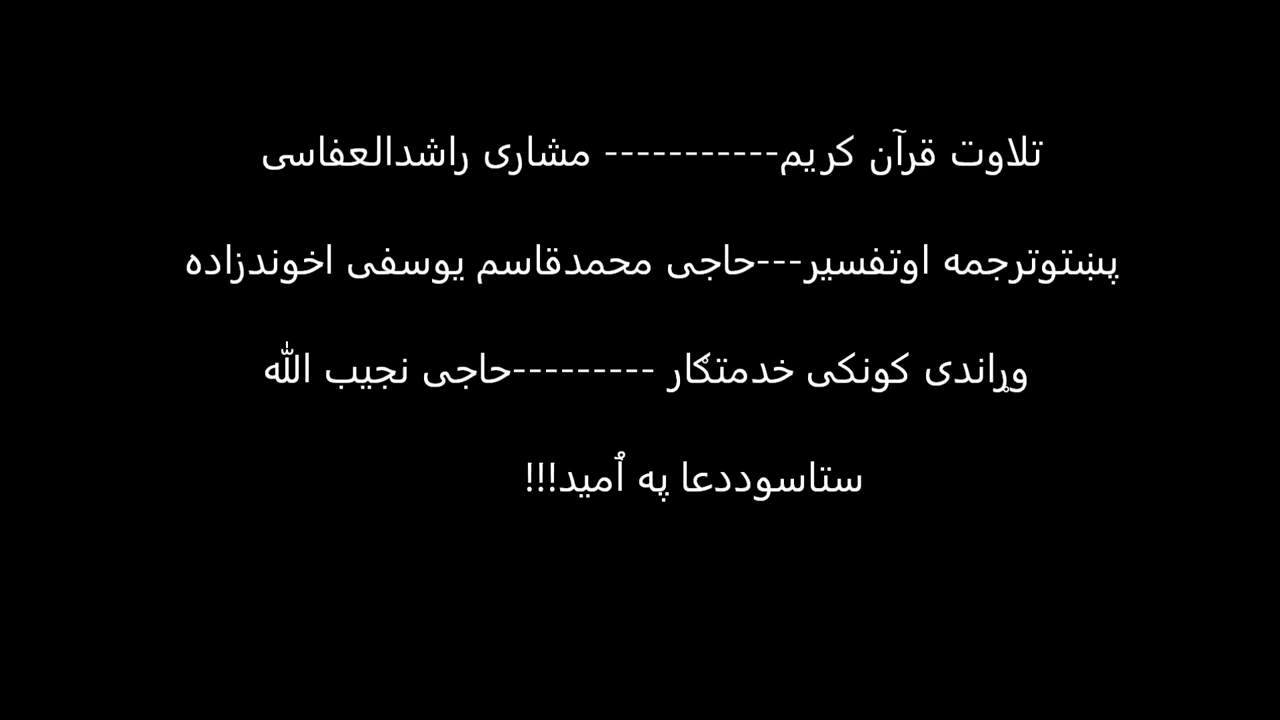 تلاوت قرآن کریم----------- مشاری راشدالعفاسی
پښتوترجمه اوتفسیر---حاجی محمدقاسم یوسفی اخوندزاده
وړاندی کونکی خدمتګار ---------حاجی نجیب الله
ستاسوددعا په اُمید!!!